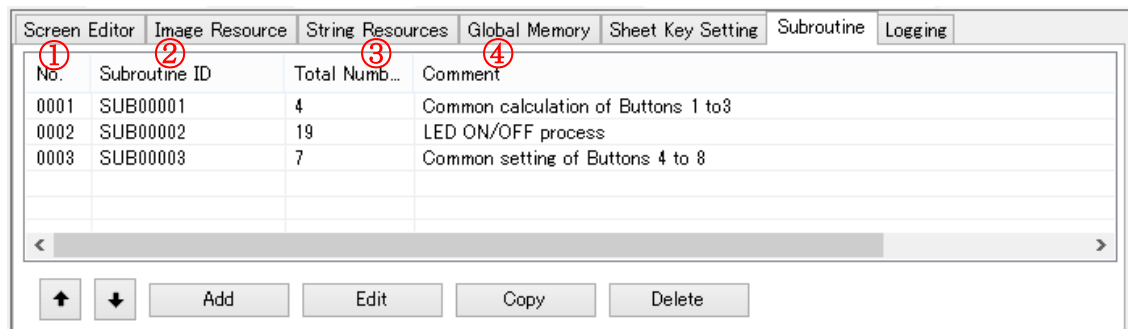 Screen Editor Image Resource String Resources Global Memory Sheet Key Setting Subroutine Logging
① ② ③ ④
No. Subroutine ID Total Numb... Comment
0001 SUB00001 4 Common calculation of Buttons 1 to3
0002 SUB00002 19 LED ON/OFF process
0003 SUB00003 7 Common setting of Buttons 4 to 8
Add Edit Copy Delete